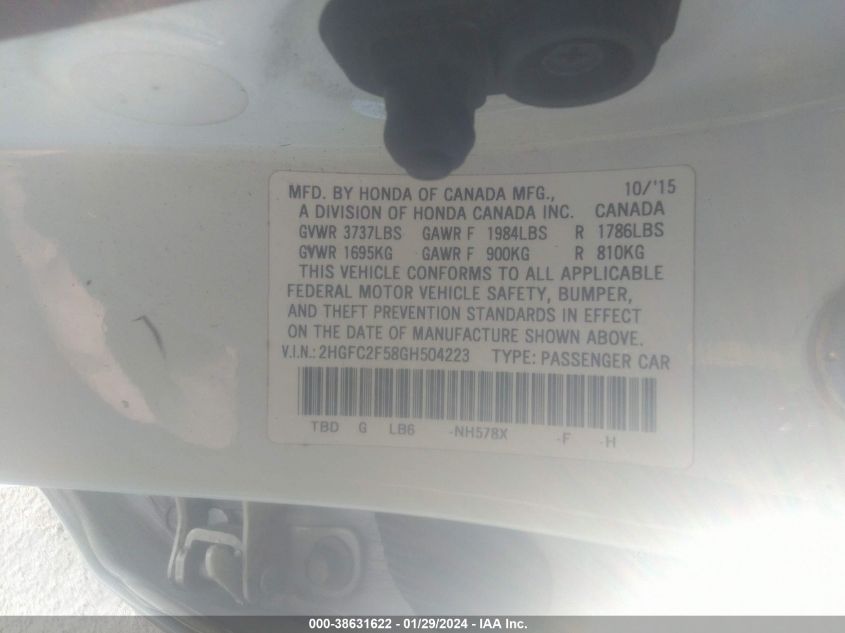 MFD. BY HONDA OF CANADA MFG., 10/'15
A DIVISION OF HONDA CANADA INC. CANADA
GVWR 3737LBS GAWR F 1984LBS R 1786LBS
GVWR 1695KG GAWR F 900KG R 810KG
THIS VEHICLE CONFORMS TO ALL APPLICABLE
FEDERAL MOTOR VEHICLE SAFETY, BUMPER,
AND THEFT PREVENTION STANDARDS IN EFFECT
ON THE DATE OF MANUFACTURE SHOWN ABOVE.
V.I.N.: 2HGFC2F58GH504223 TYPE: PASSENGER CAR
TBD G LB6 -NH578X -F -H
000-38631622 - 01/29/2024 - IAA Inc.